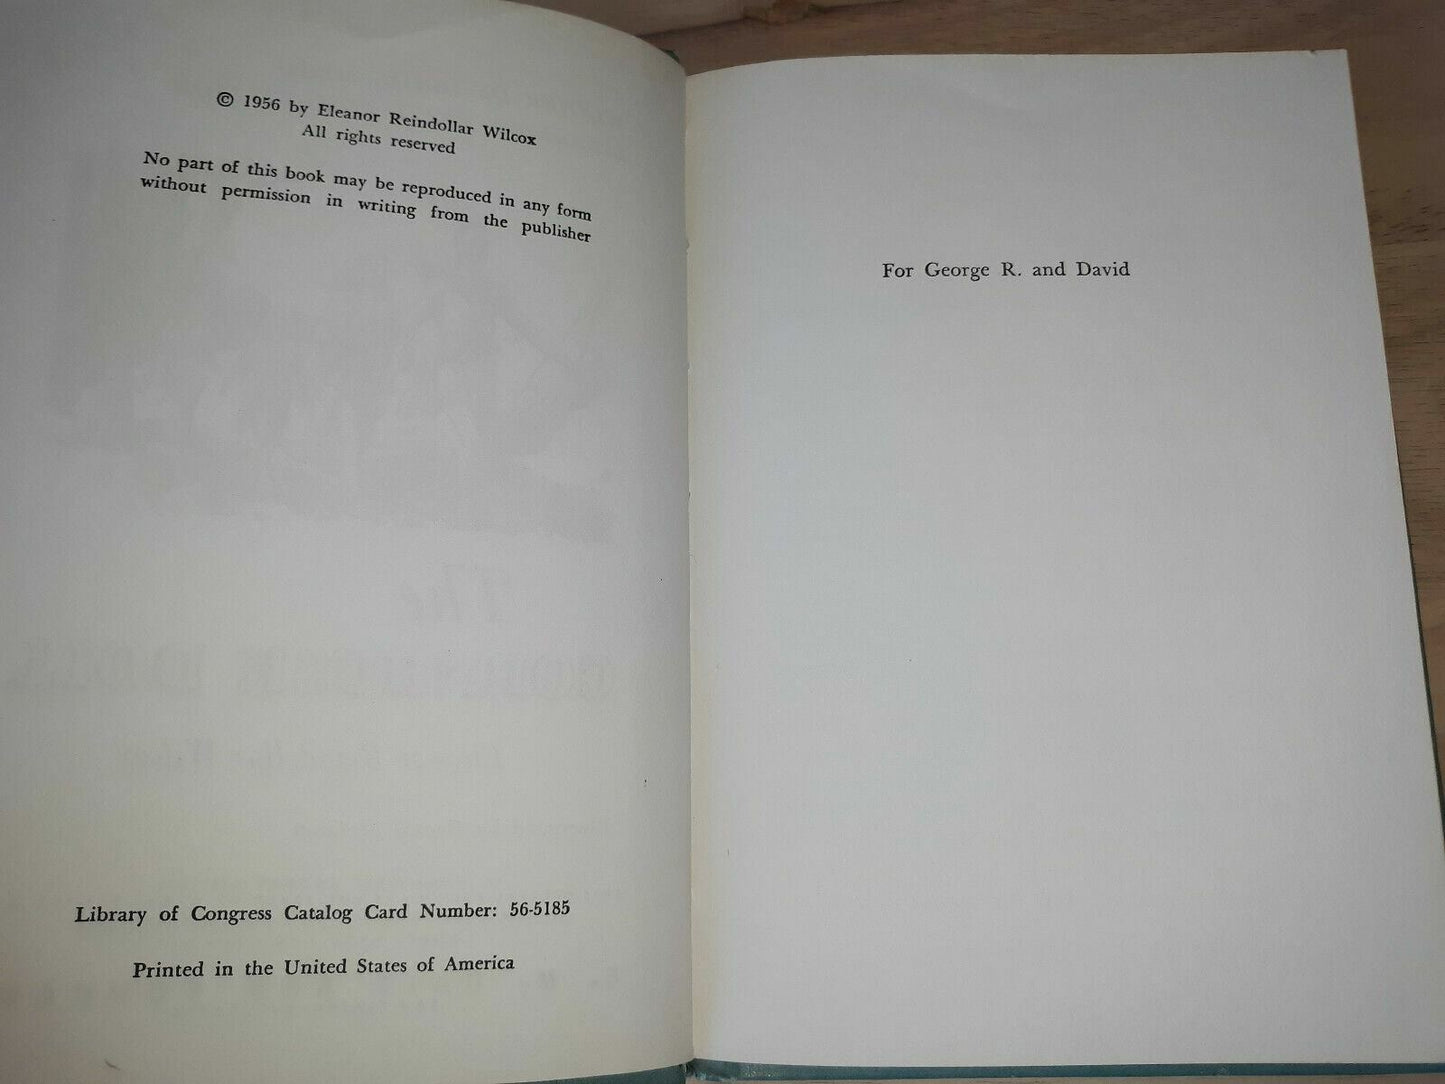 © 1956 by Eleanor Reindollar Wilcox
All rights reserved
No part of this book may be reproduced in any form
without permission in writing from the publisher
Library of Congress Catalog Card Number: 56-5185
Printed in the United States of America
For George R. and David